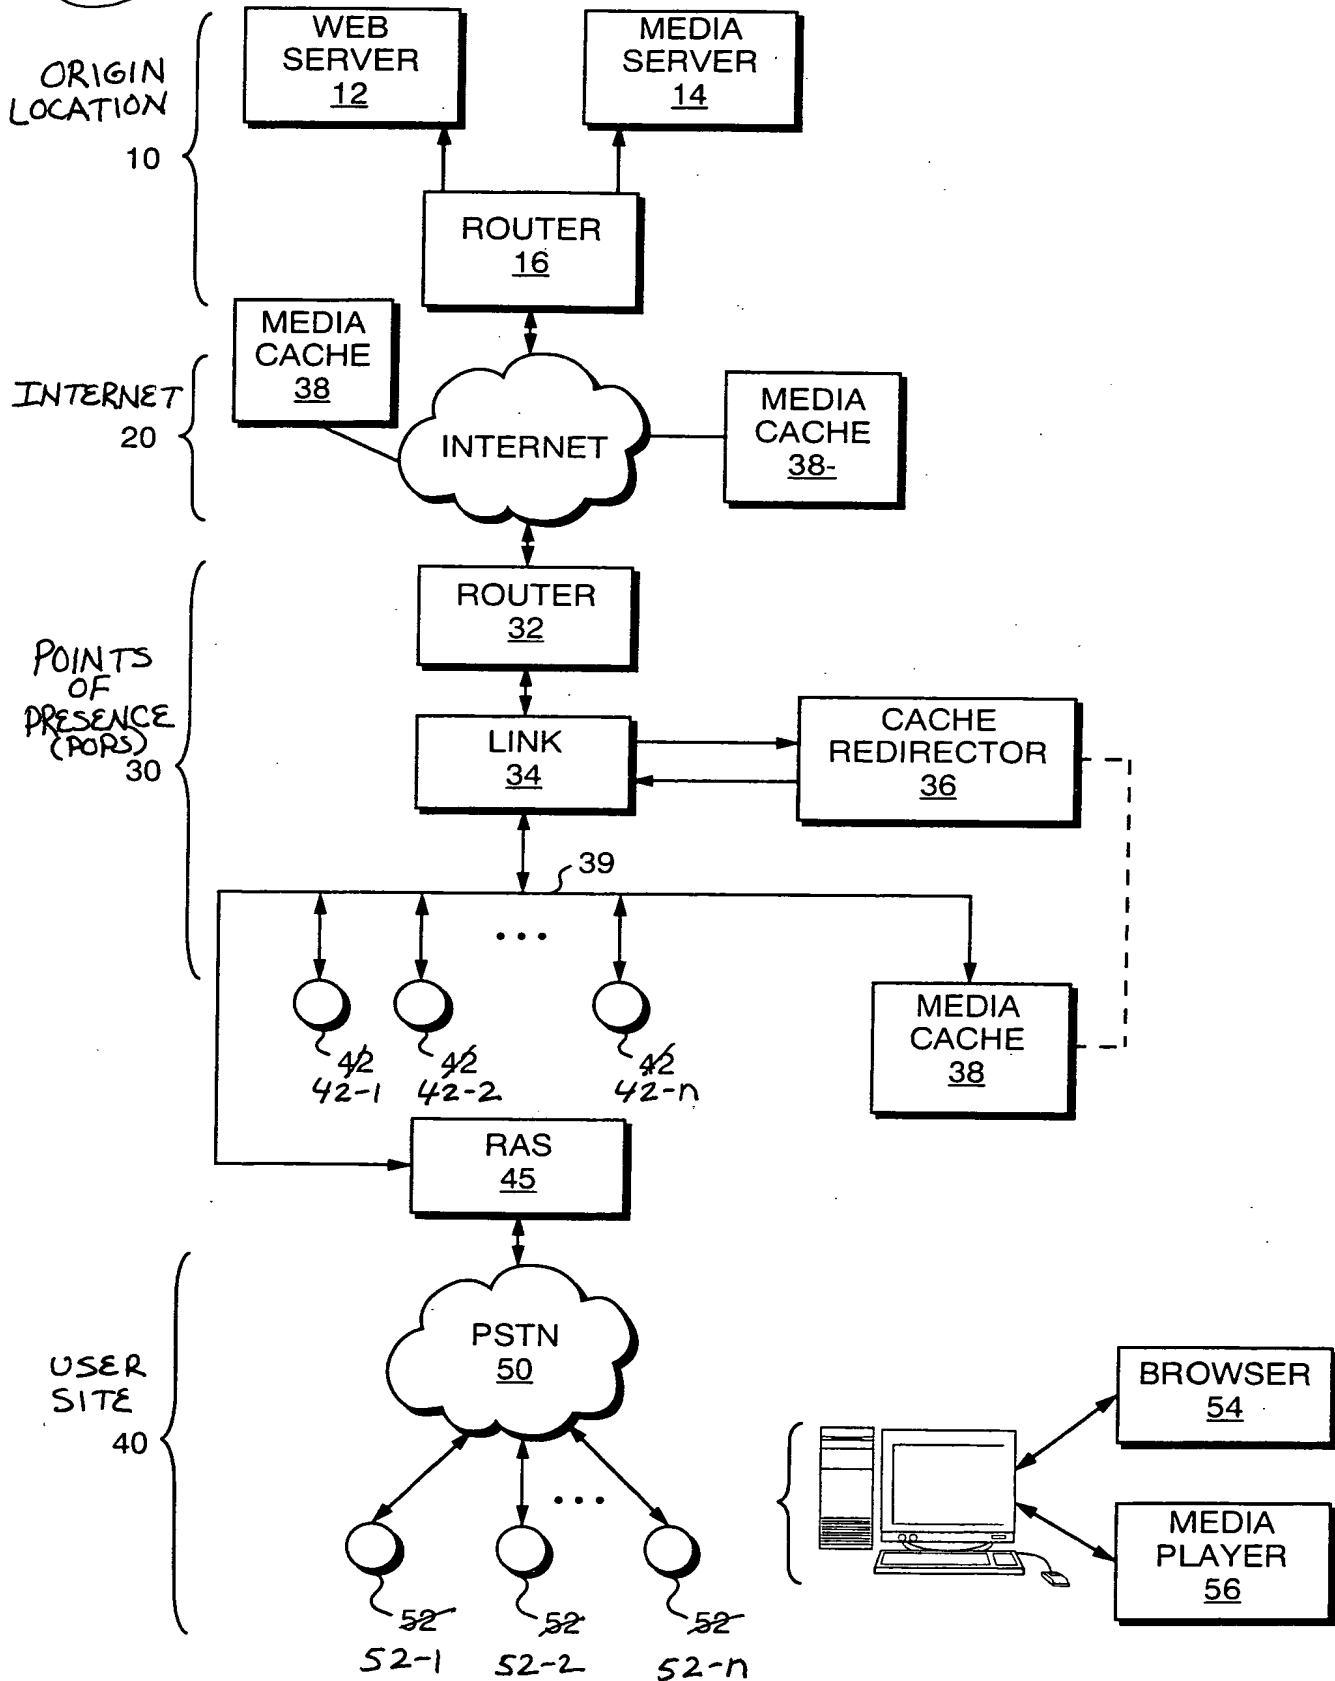 WEB
SERVER
12
MEDIA
SERVER
14
ORIGIN
LOCATION
10
ROUTER
16
MEDIA
CACHE
38
INTERNET
20
INTERNET
MEDIA
CACHE
38-
ROUTER
32
POINTS
OF
PRESENCE
(POPS)
30
LINK
34
CACHE
REDIRECTOR
36
39
...
42
42
42
42-1
42-2
42-n
MEDIA
CACHE
38
RAS
45
PSTN
50
USER
SITE
40
BROWSER
54
...
MEDIA
PLAYER
56
52
52
52
52-1
52-2
52-n